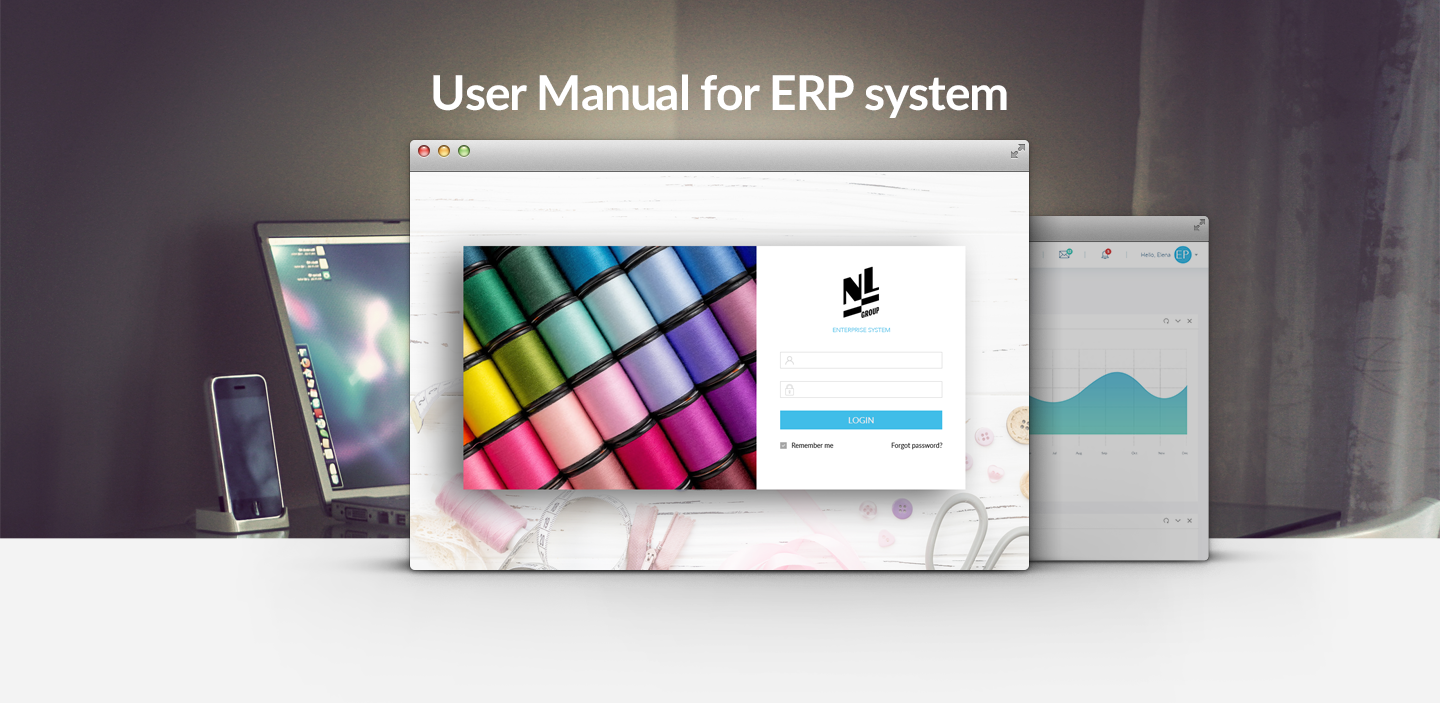 User Manual for ERP system
NL
GROUP
ENTERPRISE SYSTEM
LOGIN
Remember me
Forgot password?
Hello, Elena
EP
Jul
Aug
Sep
Oct
Nov
Dec